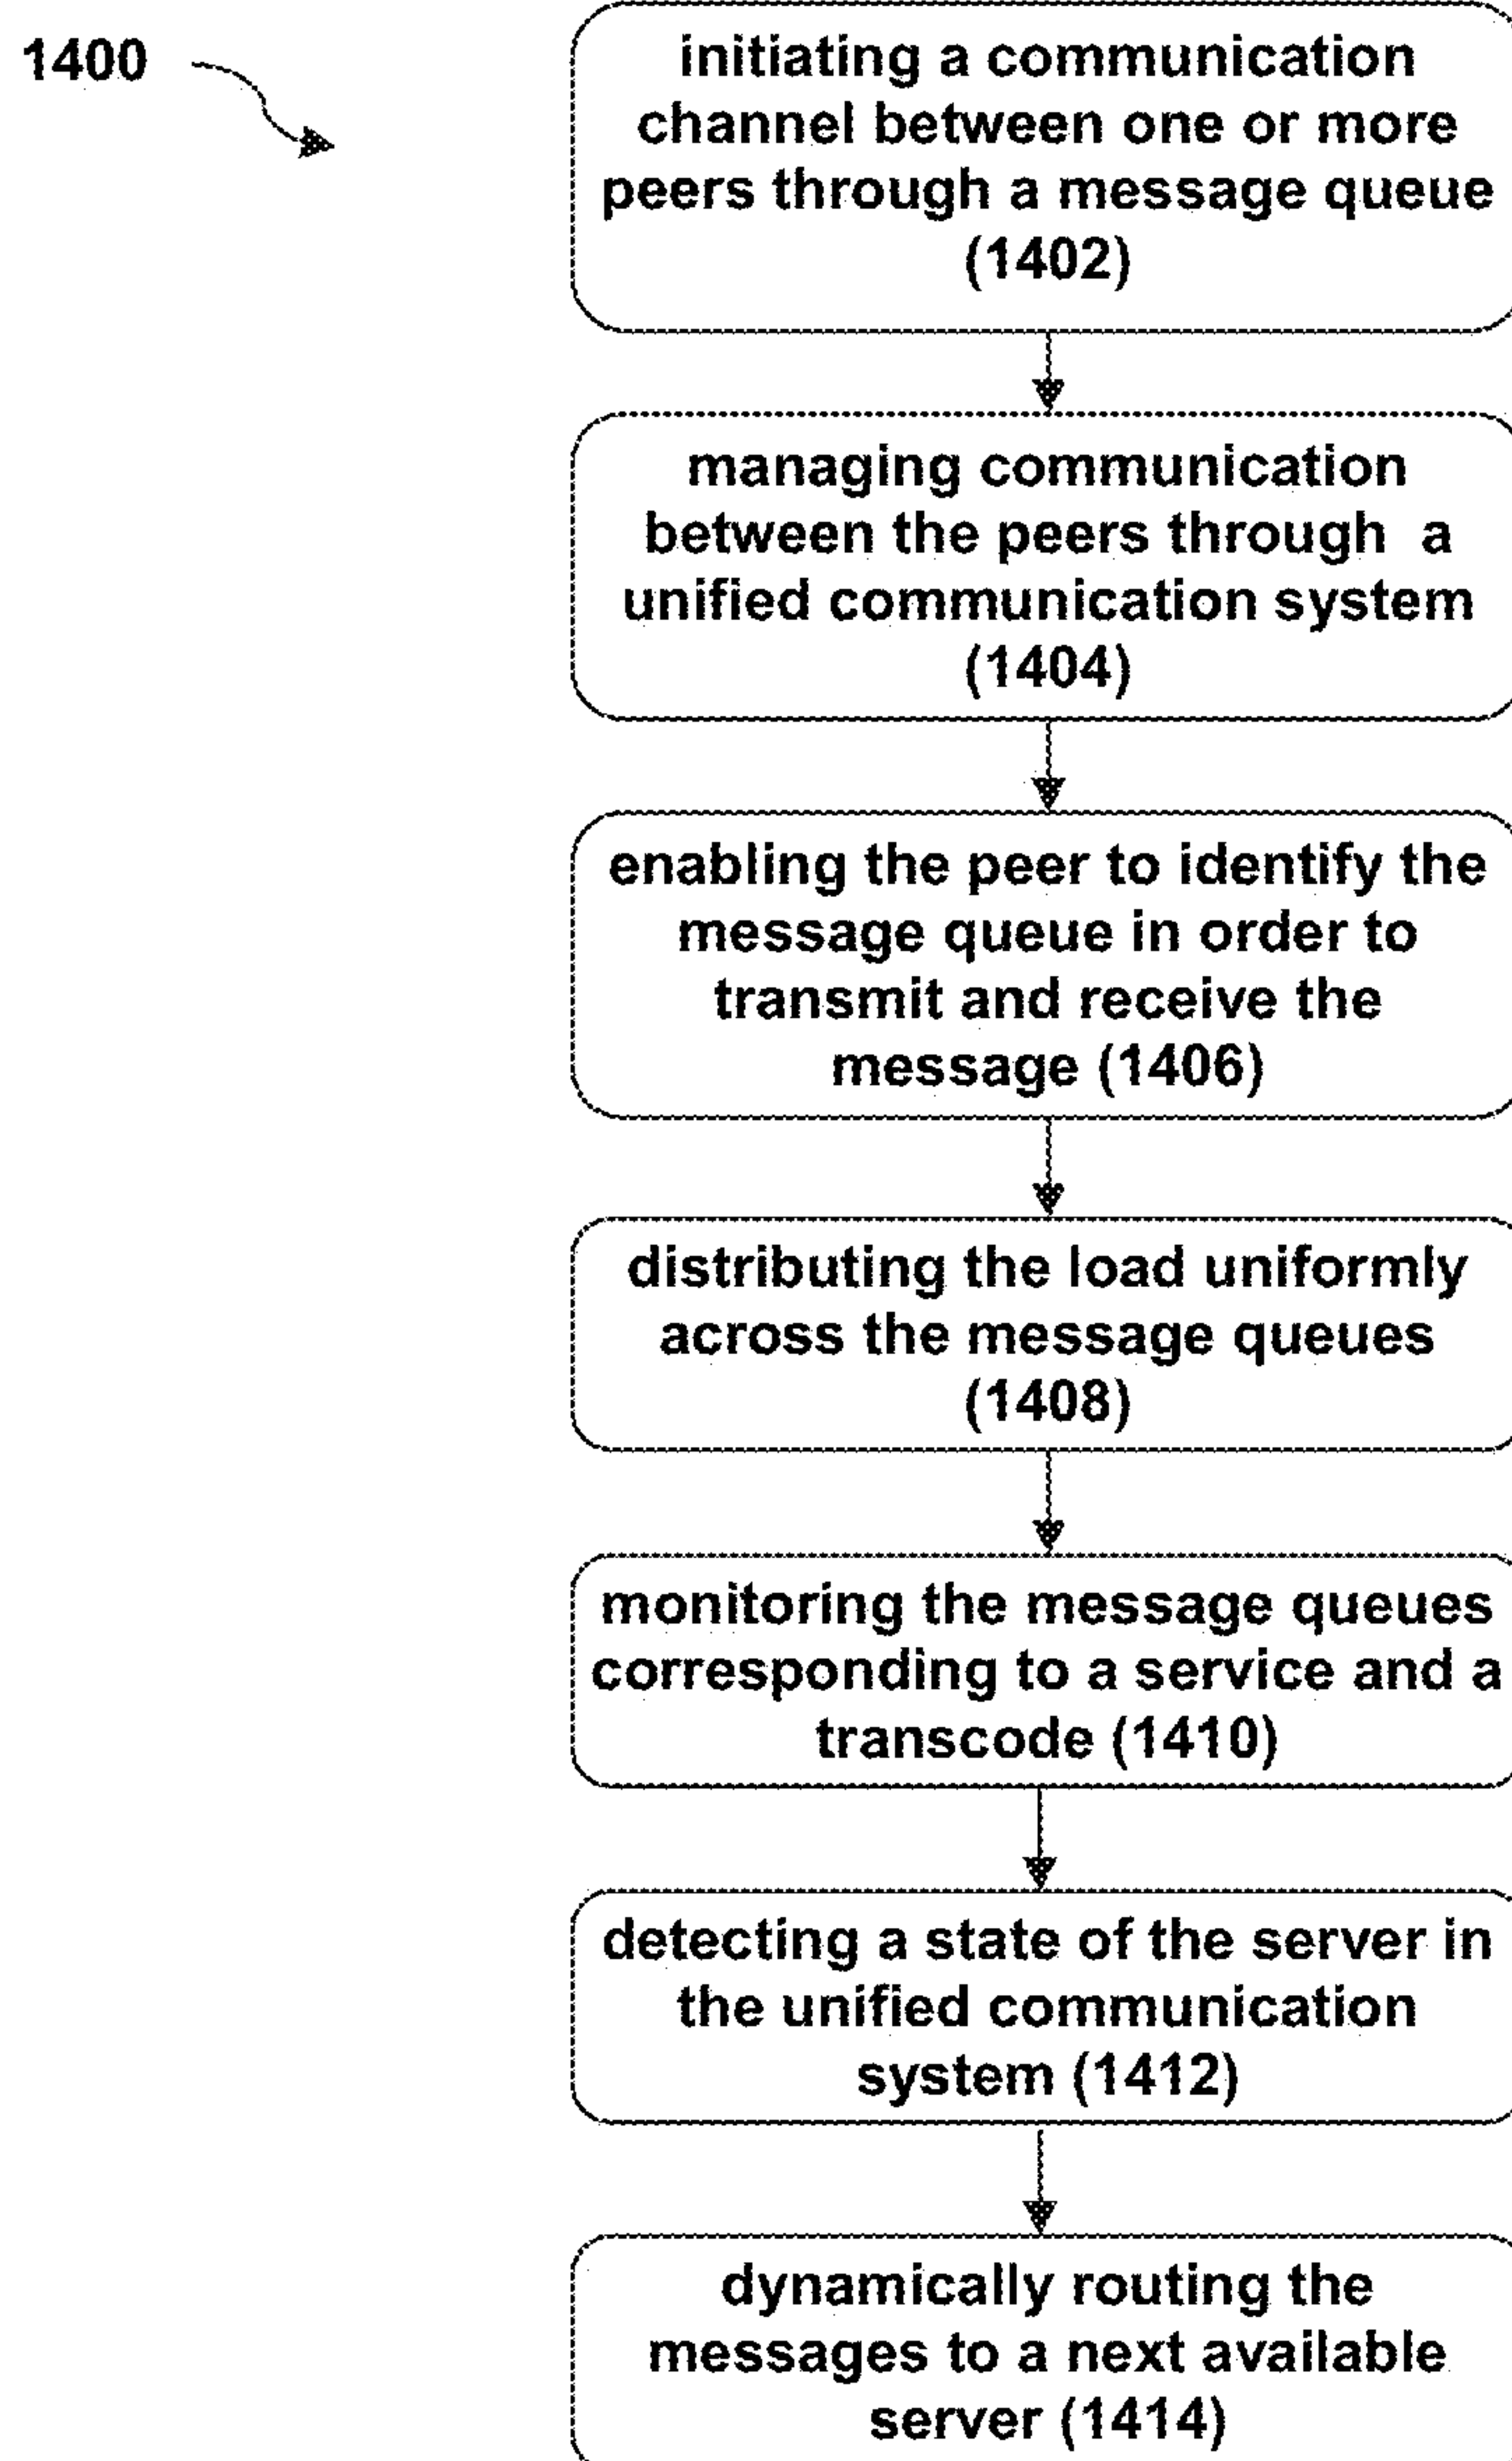 1400
initiating a communication
channel between one or more
peers through a message queue
(1402)
managing communication
between the peers through a
unified communication system
(1404)
enabling the peer to identify the
message queue in order to
transmit and receive the
message (1406)
distributing the load uniformly
across the message queues
(1408)
monitoring the message queues
corresponding to a service and a
transcode (1410)
detecting a state of the server in
the unified communication
system (1412)
dynamically routing the
messages to a next available
server (1414)